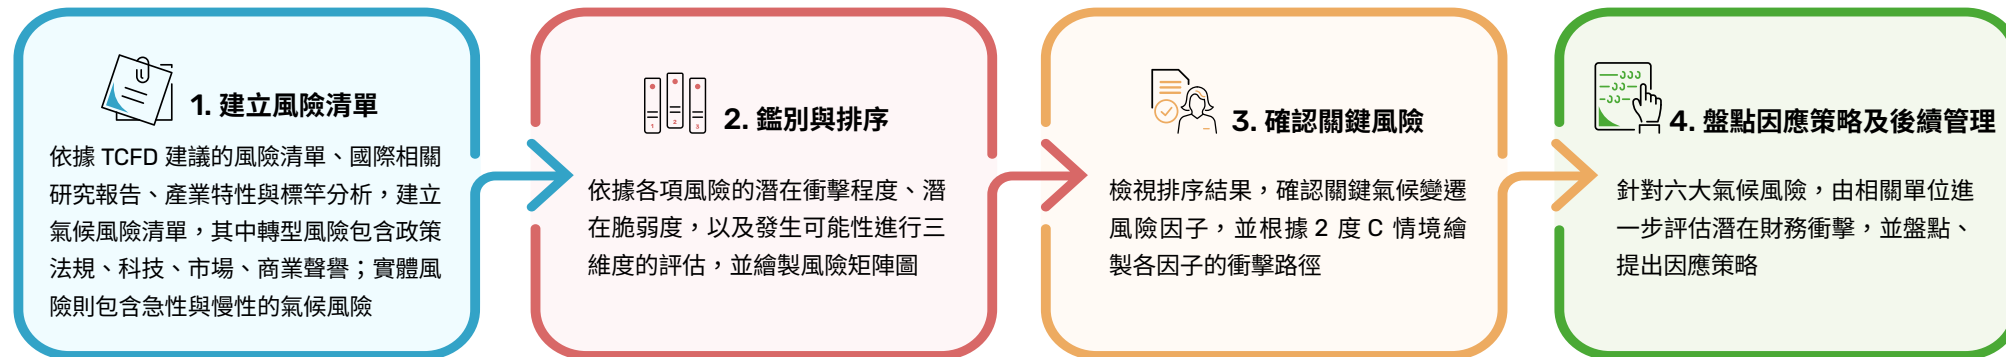 1. 建立風險清單
依據 TCFD 建議的風險清單、國際相關
研究報告、產業特性與標竿分析，建立
氣候風險清單，其中轉型風險包含政策
法規、科技、市場、商業聲譽；實體風
險則包含急性與慢性的氣候風險
1 2 3
2. 鑑別與排序
依據各項風險的潛在衝擊程度、潛
在脆弱度，以及發生可能性進行三
維度的評估，並繪製風險矩陣圖
3. 確認關鍵風險
檢視排序結果，確認關鍵氣候變遷
風險因子，並根據 2 度 C 情境繪
製各因子的衝擊路徑
4. 盤點因應策略及後續管理
針對六大氣候風險，由相關單位進
一步評估潛在財務衝擊，並盤點、
提出因應策略